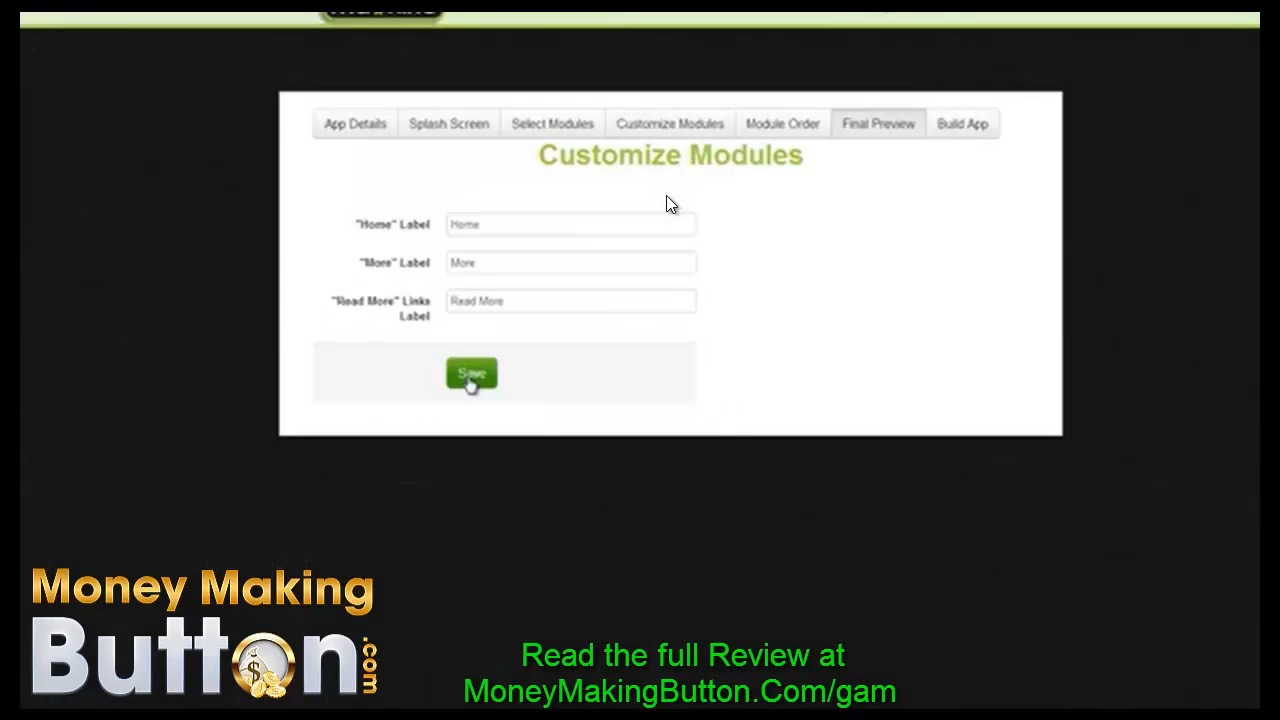 App Details Splash Screen Select Modules Customize Modules Module Order Final Preview Build App
Customize Modules
"Home" Label Home
"More" Label More
"Read More" Links Read More
Label
Save
Money Making
Button.com
$
Read the full Review at
MoneyMakingButton.Com/gam